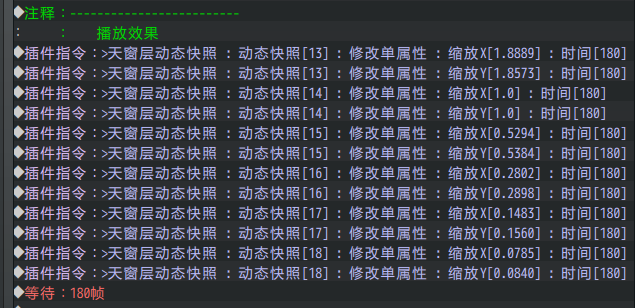 ◆注释：-------------------------
：　　：　播放效果
◆插件指令：>天窗层动态快照 : 动态快照[13] : 修改单属性 : 缩放X[1.8889] : 时间[180]
◆插件指令：>天窗层动态快照 : 动态快照[13] : 修改单属性 : 缩放Y[1.8573] : 时间[180]
◆插件指令：>天窗层动态快照 : 动态快照[14] : 修改单属性 : 缩放X[1.0] : 时间[180]
◆插件指令：>天窗层动态快照 : 动态快照[14] : 修改单属性 : 缩放Y[1.0] : 时间[180]
◆插件指令：>天窗层动态快照 : 动态快照[15] : 修改单属性 : 缩放X[0.5294] : 时间[180]
◆插件指令：>天窗层动态快照 : 动态快照[15] : 修改单属性 : 缩放Y[0.5384] : 时间[180]
◆插件指令：>天窗层动态快照 : 动态快照[16] : 修改单属性 : 缩放X[0.2802] : 时间[180]
◆插件指令：>天窗层动态快照 : 动态快照[16] : 修改单属性 : 缩放Y[0.2898] : 时间[180]
◆插件指令：>天窗层动态快照 : 动态快照[17] : 修改单属性 : 缩放X[0.1483] : 时间[180]
◆插件指令：>天窗层动态快照 : 动态快照[17] : 修改单属性 : 缩放Y[0.1560] : 时间[180]
◆插件指令：>天窗层动态快照 : 动态快照[18] : 修改单属性 : 缩放X[0.0785] : 时间[180]
◆插件指令：>天窗层动态快照 : 动态快照[18] : 修改单属性 : 缩放Y[0.0840] : 时间[180]
◆等待：180帧